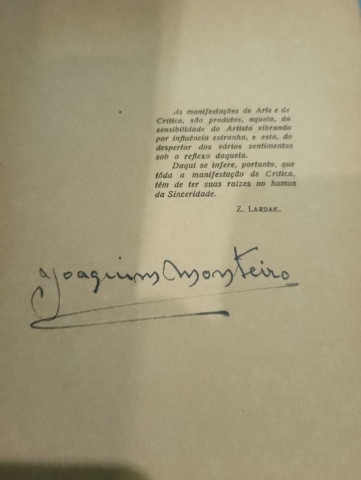 As manifestações de Arte e de
Crítica, são produtos, aquela, da
sensibilidade do Artista vibrando
por influência estranha, e esta, do
despertar dos vários sentimentos
sob o reflexo daquela.
Daqui se infere, portanto, que
tôda a manifestação de Crítica,
têm de ter suas raízes no humus
da Sinceridade.
Z. LARBAK.
Joaquim Monteiro